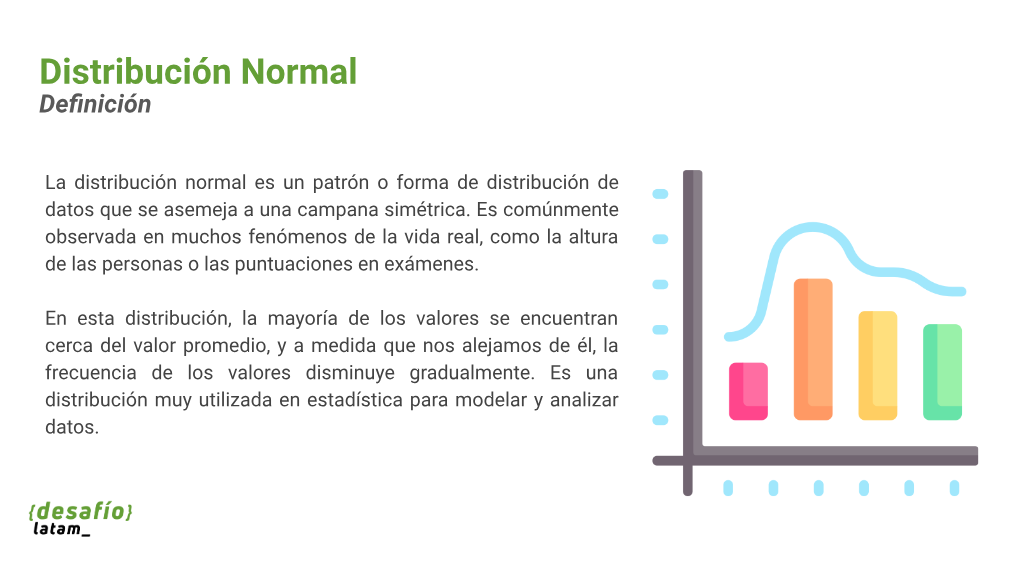 Distribución Normal
Definición
La distribución normal es un patrón o forma de distribución de
datos que se asemeja a una campana simétrica. Es comúnmente
observada en muchos fenómenos de la vida real, como la altura
de las personas o las puntuaciones en exámenes.
En esta distribución, la mayoría de los valores se encuentran
cerca del valor promedio, y a medida que nos alejamos de él, la
frecuencia de los valores disminuye gradualmente. Es una
distribución muy utilizada en estadística para modelar y analizar
datos.
{desafío}
latam_